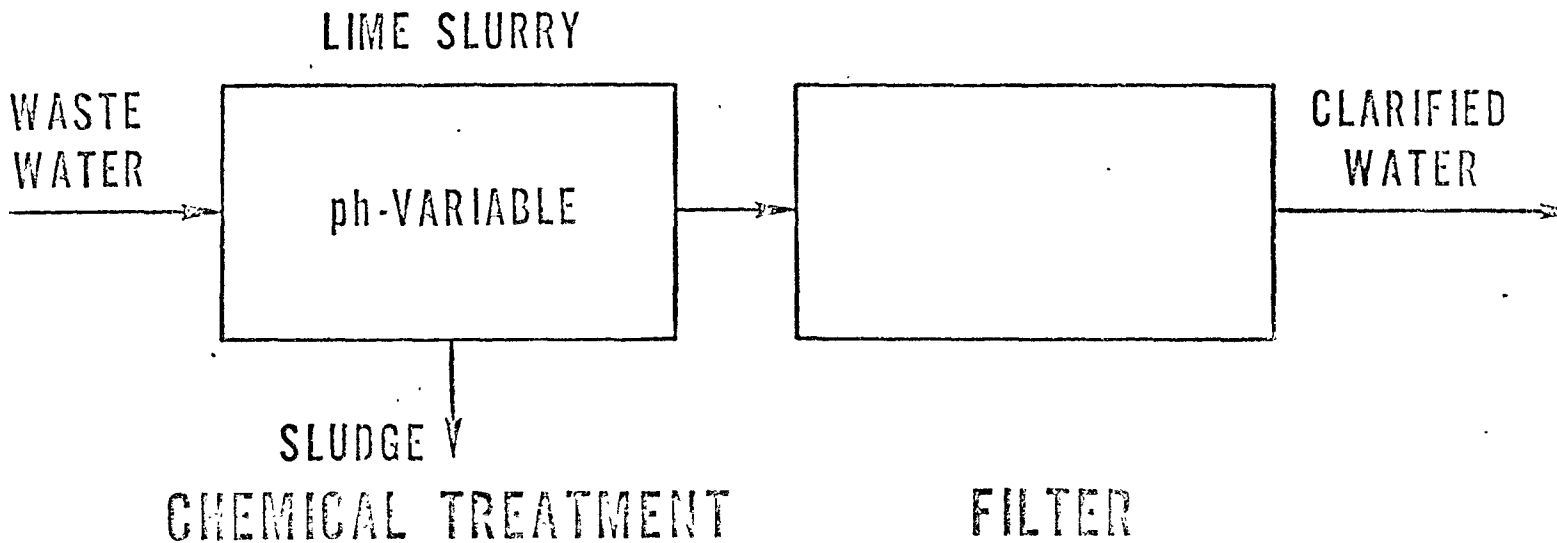 LIME SLURRY
WASTE
WATER
ph-VARIABLE
CLARIFIED
WATER
SLUDGE
CHEMICAL TREATMENT
FILTER